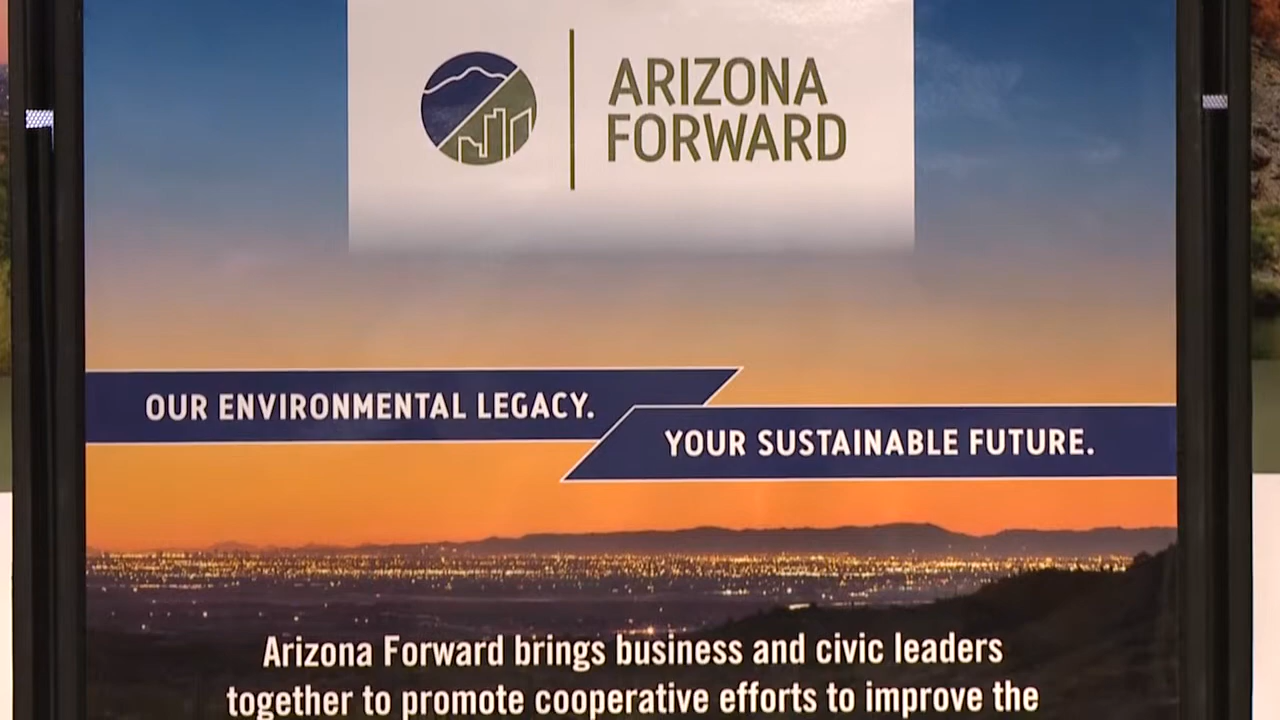 ARIZONA
FORWARD
OUR ENVIRONMENTAL LEGACY.
YOUR SUSTAINABLE FUTURE.
Arizona Forward brings business and civic leaders
together to promote cooperative efforts to improve the